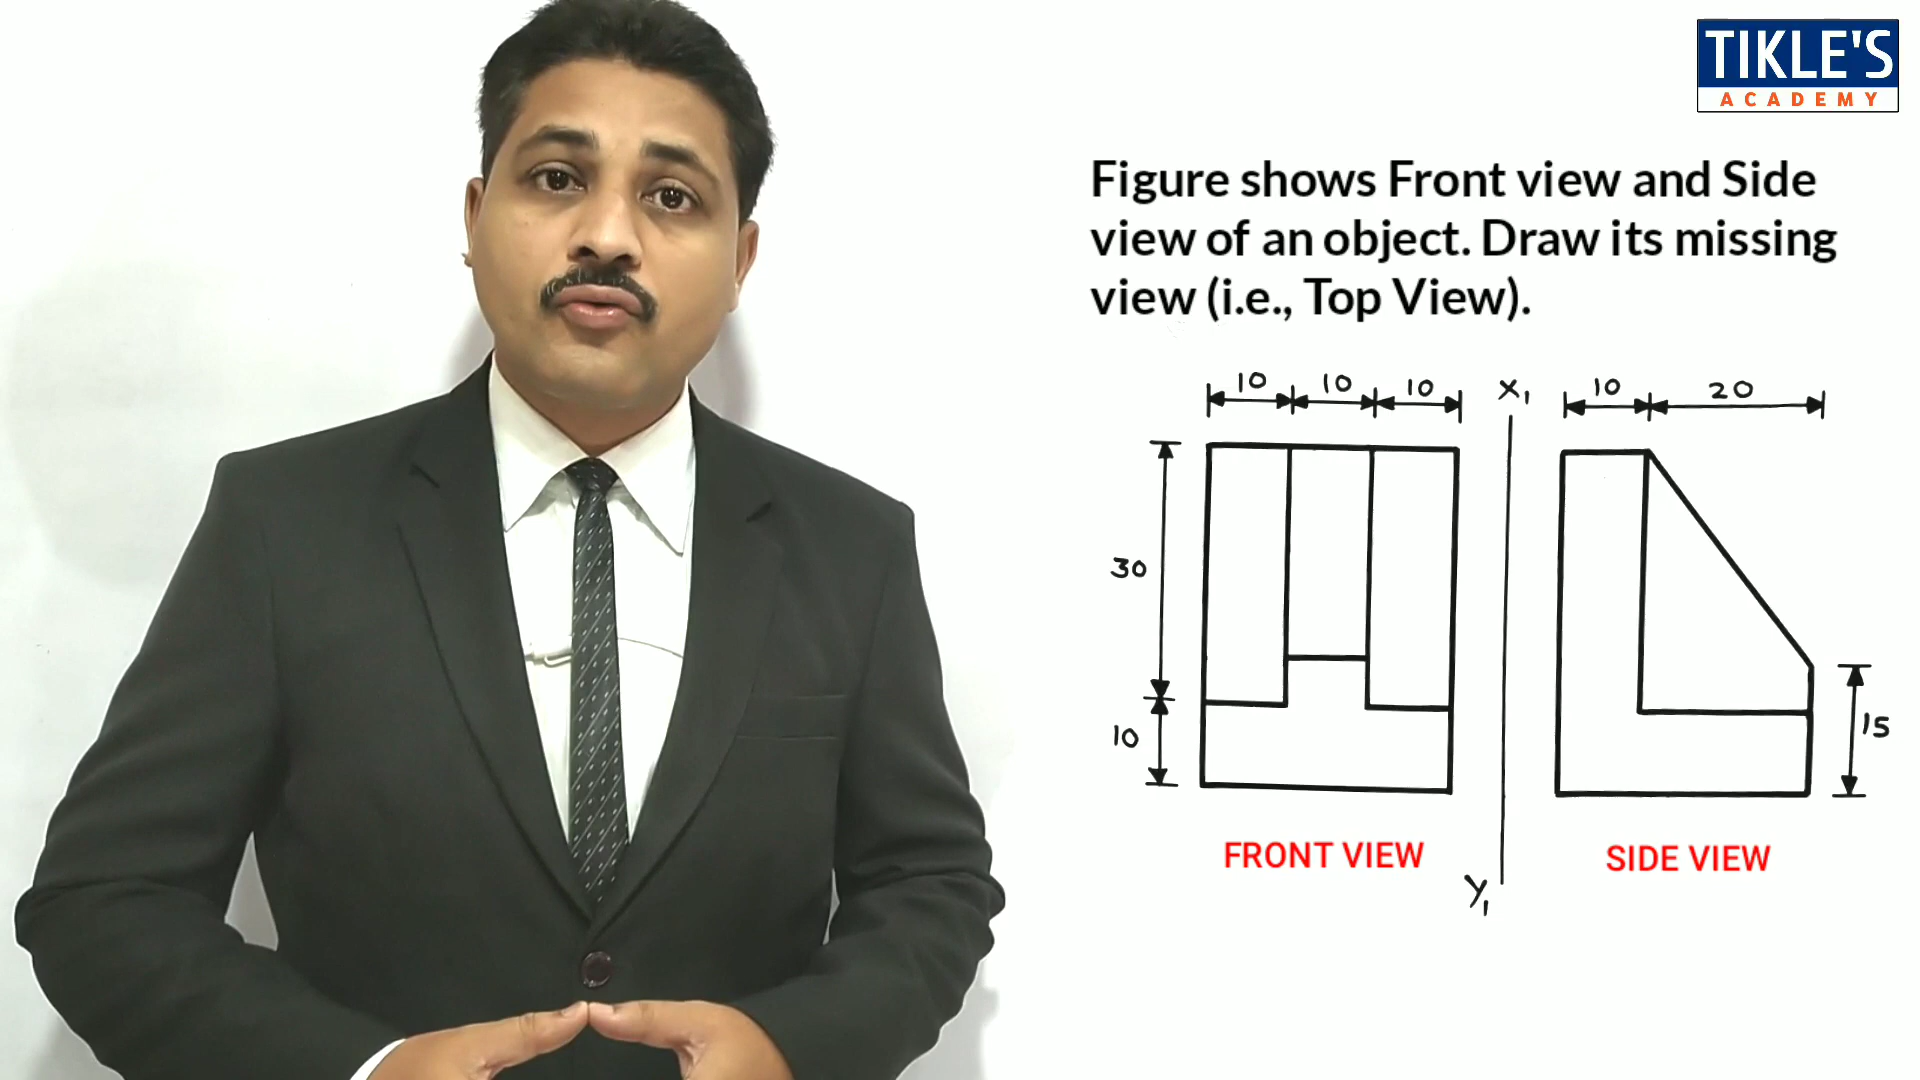 TIKLE'S
ACADEMY
Figure shows Front view and Side
view of an object. Draw its missing
view (i.e., Top View).
10 10 10 X₁ 10 20
30
10
15
FRONT VIEW SIDE VIEW
Y₁